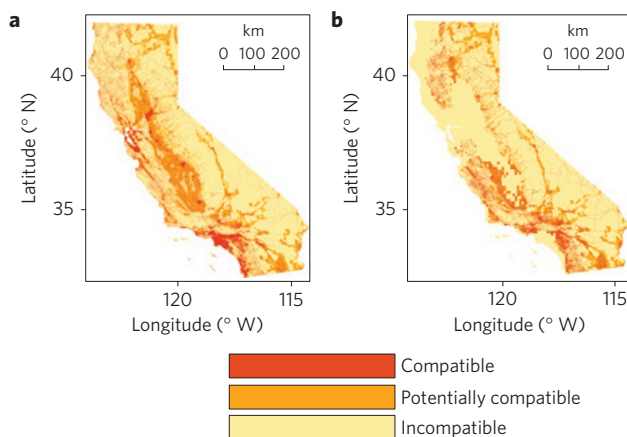 a
b
km
0 100 200
km
0 100 200
40
40
35
35
Latitude (° N)
Latitude (° N)
120
115
120
115
Longitude (° W)
Longitude (° W)
Compatible
Potentially compatible
Incompatible